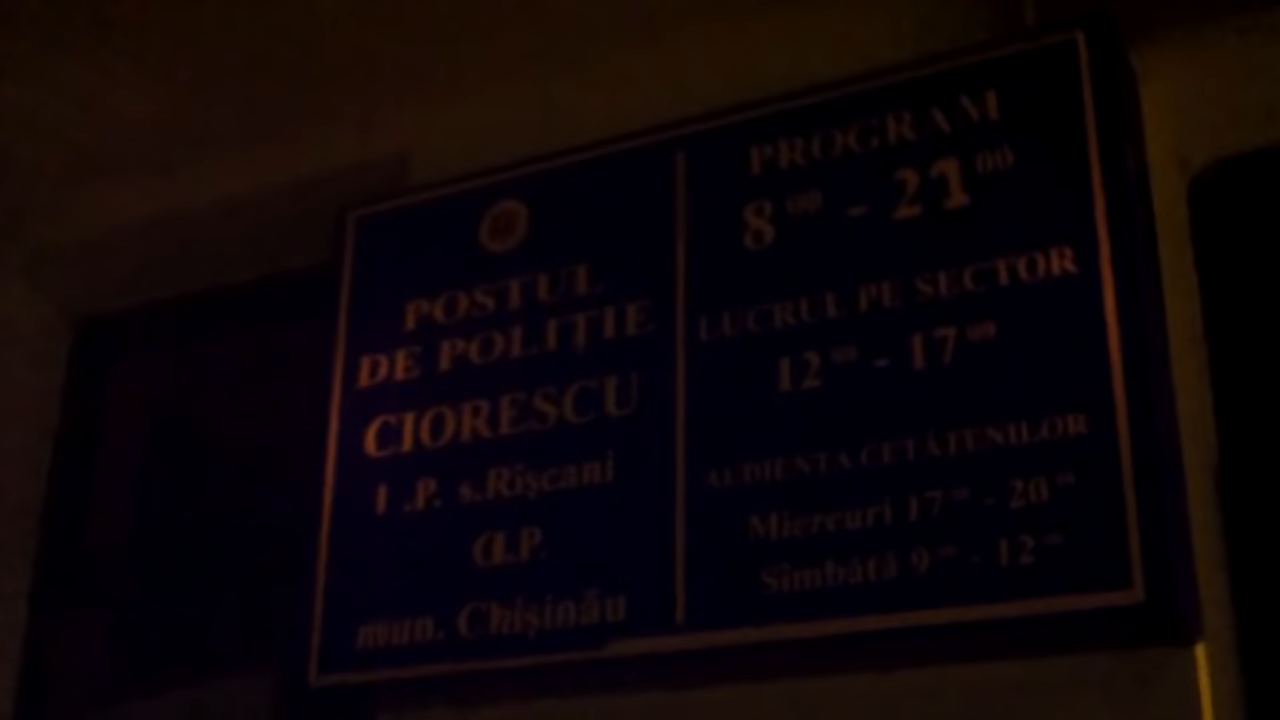 POSTUL
DE POLIȚIE
CIORESCU
I.P. s.Rîșcani
mun. Chișinău
PROGRAM
8⁰⁰ - 21⁰⁰
LUCRUL PE SECTOR
12⁰⁰ - 17⁰⁰
AUDIENȚA CETĂȚENILOR
Miercuri 17⁰⁰ - 20⁰⁰
Sîmbătă 9⁰⁰ - 12⁰⁰